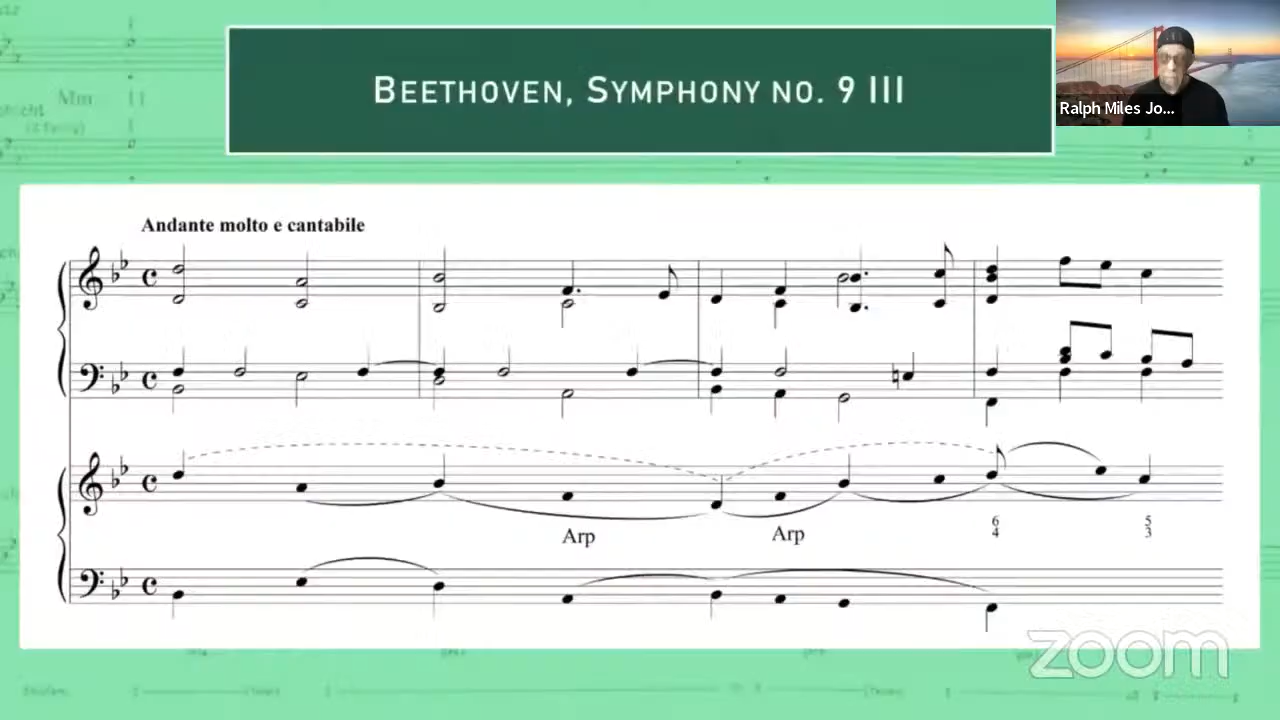 BEETHOVEN, SYMPHONY NO. 9 III
Ralph Miles Jo...
Andante molto e cantabile
Arp
Arp
6
4
5
3
zoom